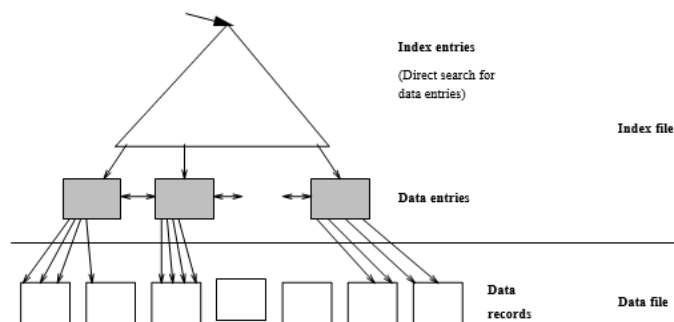 Index entries
(Direct search for
data entries)
Index file
Data entries
Data
records
Data file